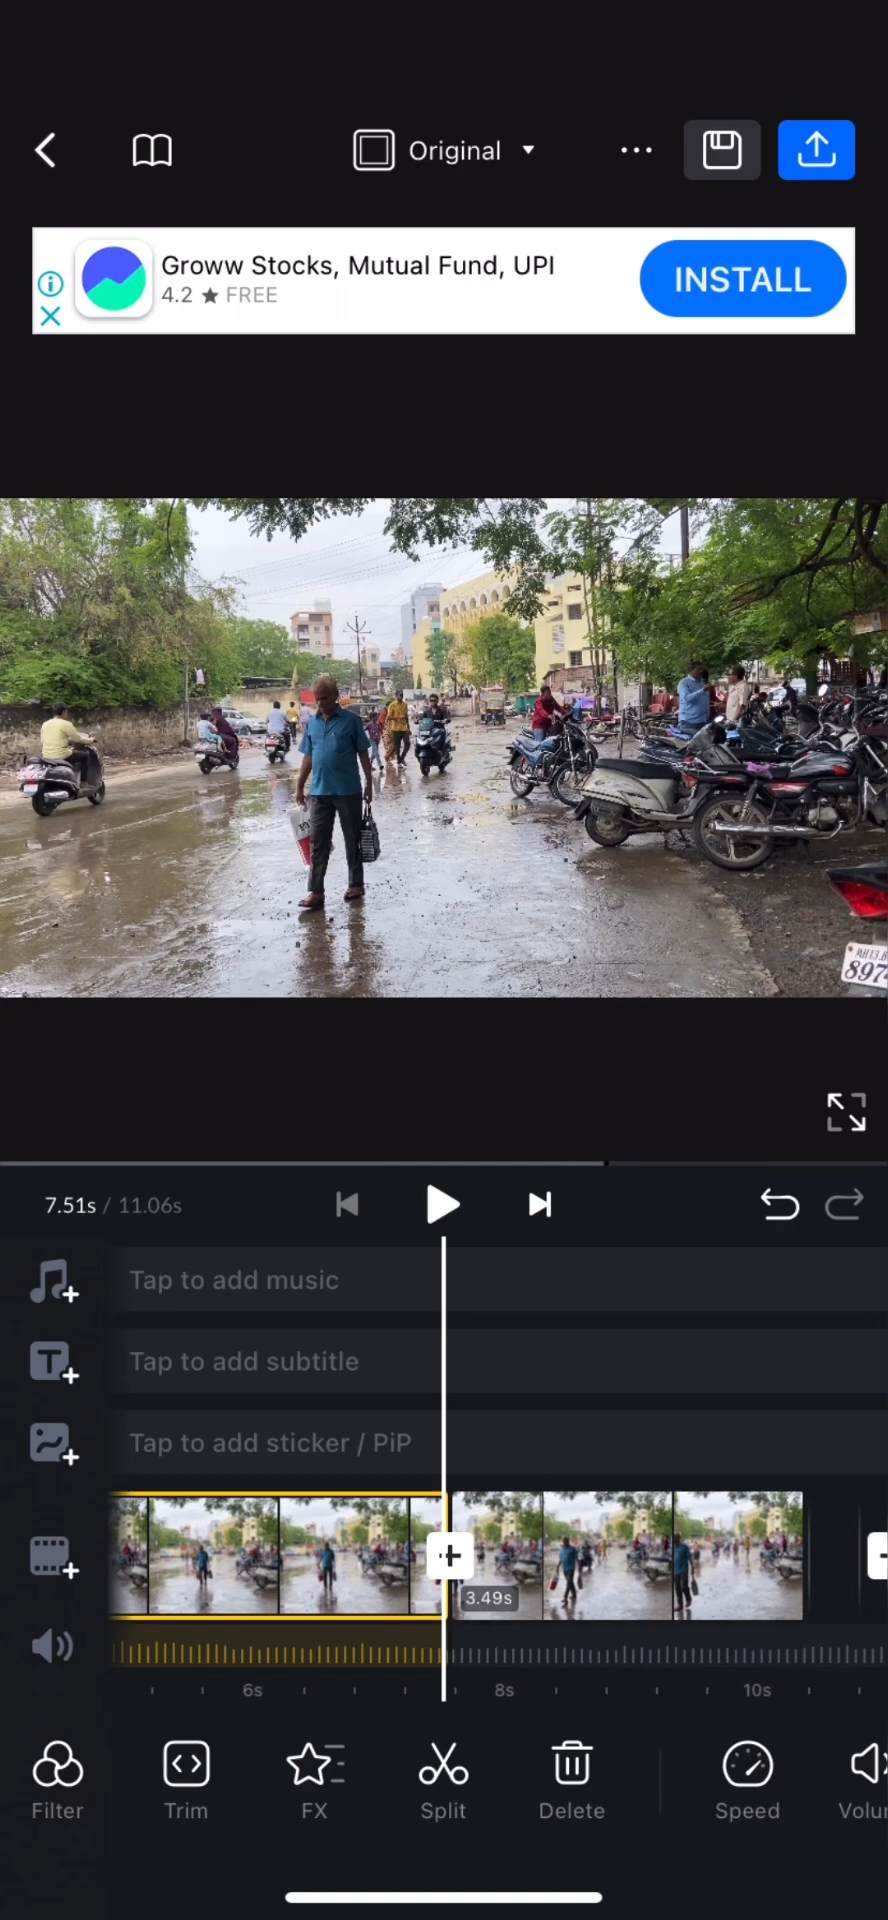 Original
Groww Stocks, Mutual Fund, UPI
4.2 ★ FREE
INSTALL
7.51s / 11.06s
Tap to add music
Tap to add subtitle
Tap to add sticker / PiP
3.49s
6s 8s 10s
Filter Trim FX Split Delete Speed